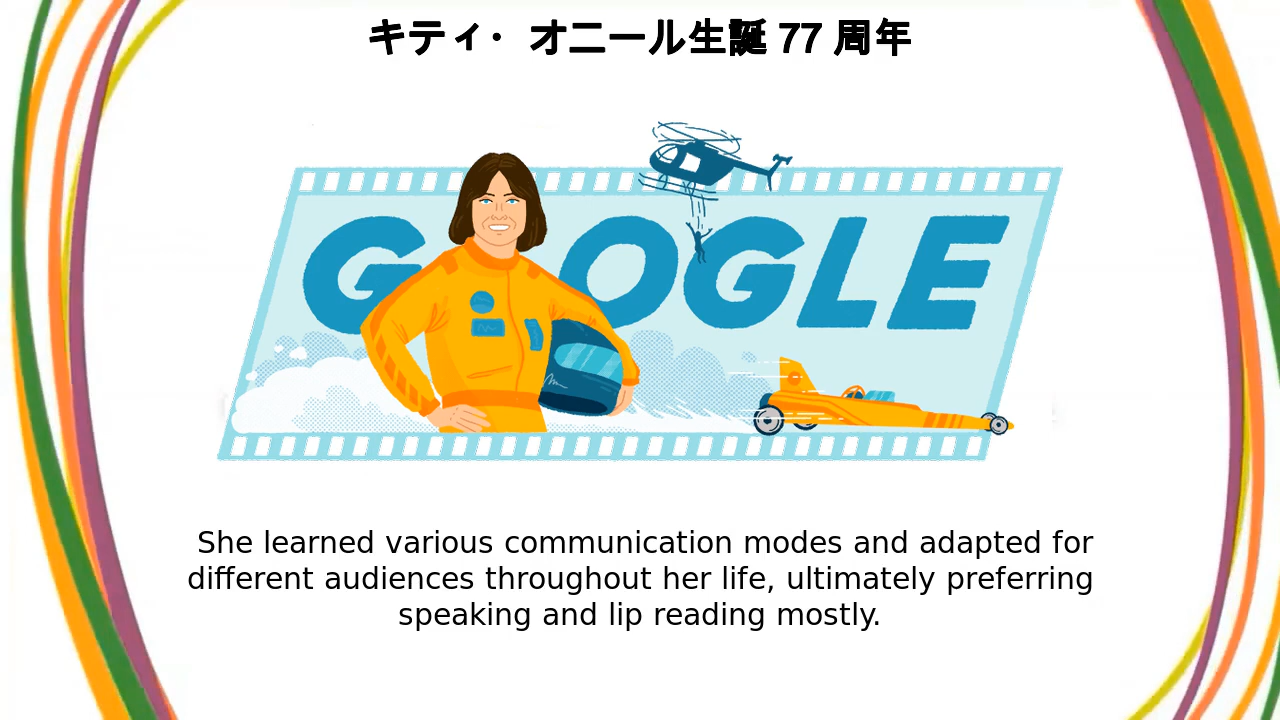 キティ・ オニール生誕 77 周年
GOOGLE
She learned various communication modes and adapted for
different audiences throughout her life, ultimately preferring
speaking and lip reading mostly.